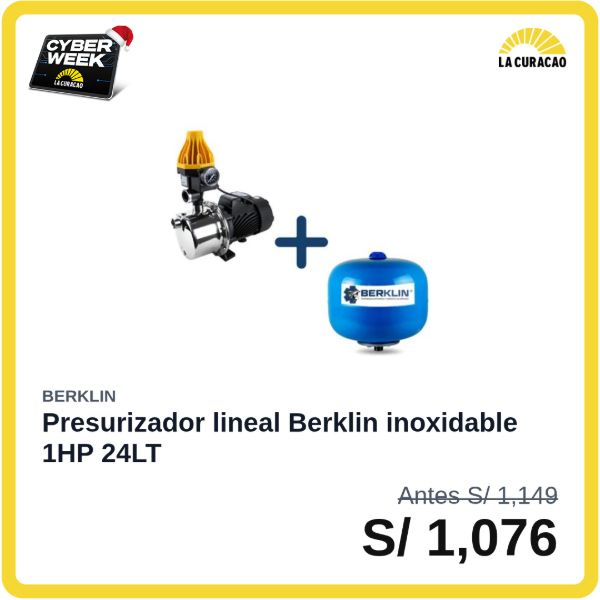 CYBER
WEEK
LA CURACAO
LA CURACAO
BERKLIN®
BERKLIN
Presurizador lineal Berklin inoxidable
1HP 24LT
Antes S/ 1,149
S/ 1,076